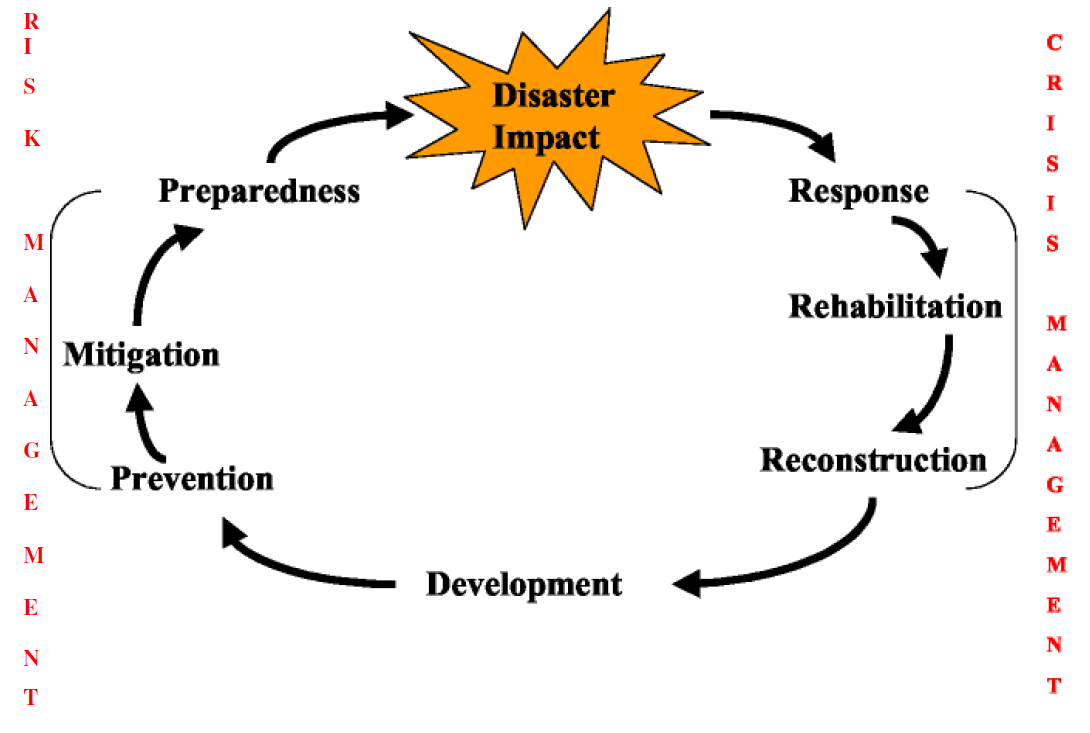 RISK MANAGEMENT
Disaster
Impact
Preparedness
Response
Mitigation
Rehabilitation
Prevention
Reconstruction
Development
CRISIS MANAGEMENT